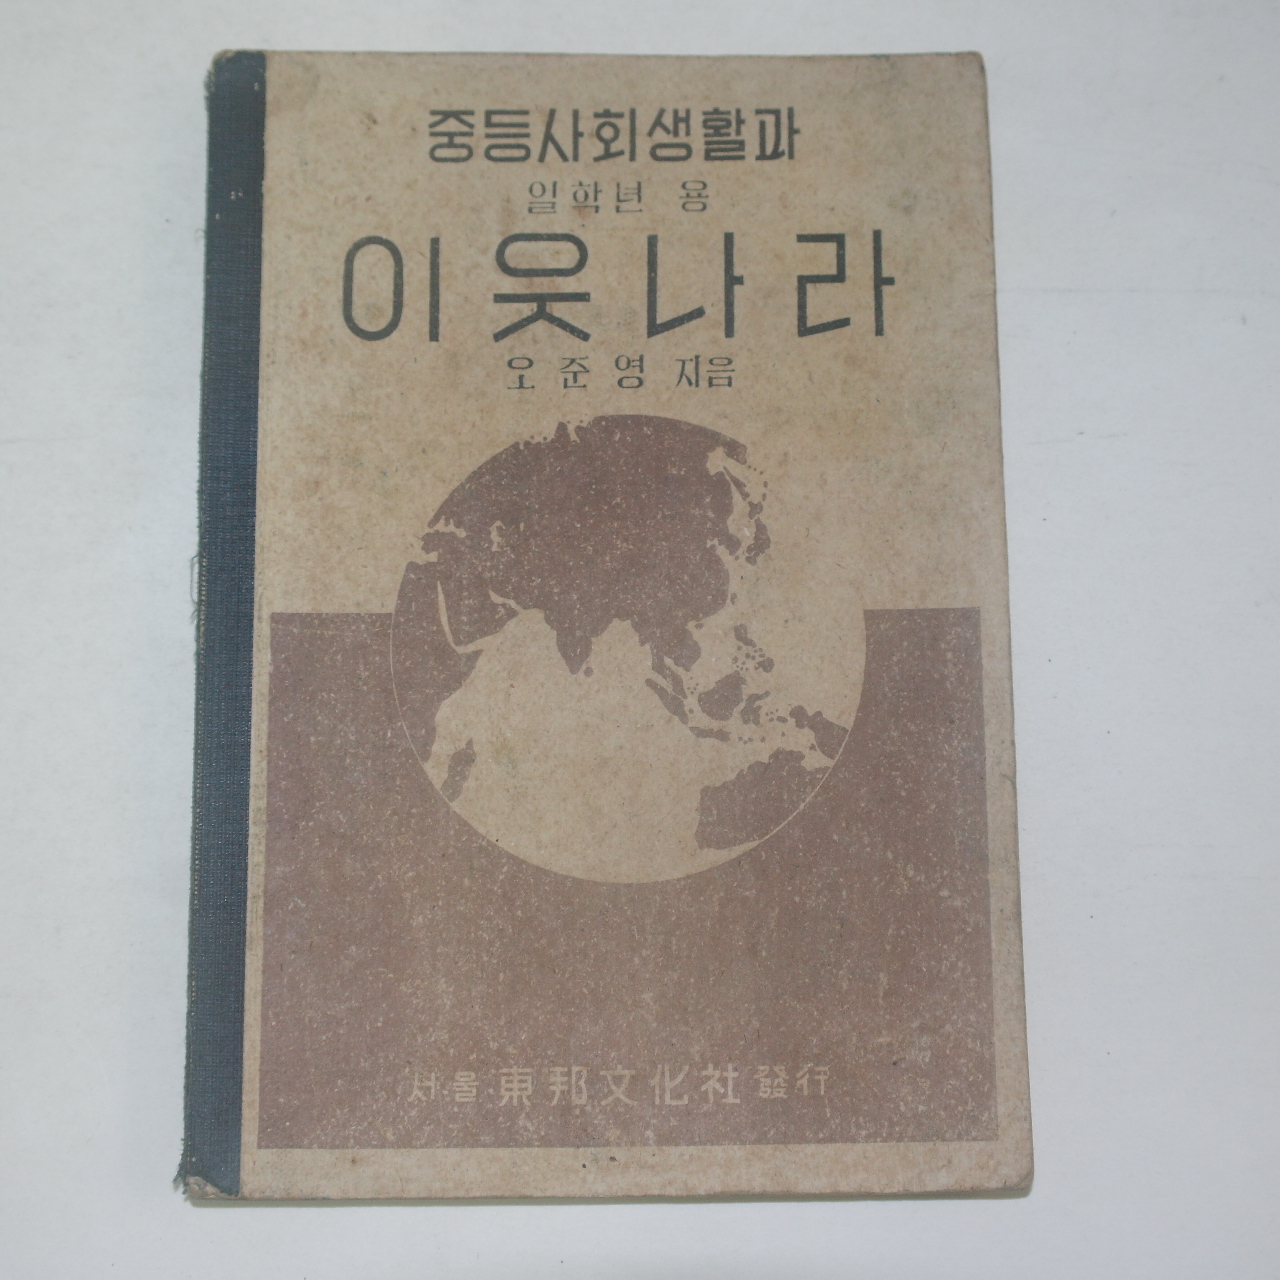 중등사회생활과
일학년 용
이웃나라
오준영 지음
서울 東邦文化社 發行